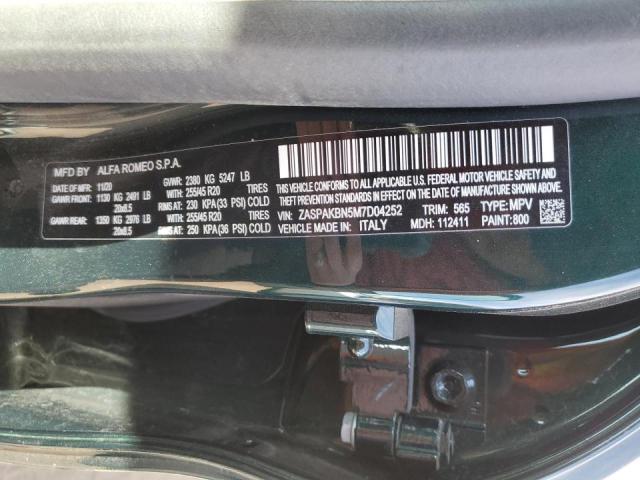 MFD BY ALFA ROMEO S.P.A.
DATE: 11/20 GVWR: 2380 KG 5247 LB
GAWR FRONT: 1130 KG 2491 LB WITH: 255/45 R20 TIRES
20x8.5 RIMS AT: 230 KPA(33 PSI) COLD
GAWR REAR: 1350 KG 2976 LB WITH: 255/45 R20 TIRES
20x8.5 RIMS AT: 250 KPA(36 PSI) COLD
THIS VEHICLE CONFORMS TO ALL APPLICABLE U.S.A. FEDERAL MOTOR VEHICLE SAFETY AND
THEFT PREVENTION STANDARDS IN EFFECT ON THE DATE OF MANUFACTURE SHOWN ABOVE.
VIN: ZASPAKBN5M7D04252 TRIM: 565 TYPE: MPV
VEHICLE MADE IN: ITALY MDH: 112411 PAINT: 800